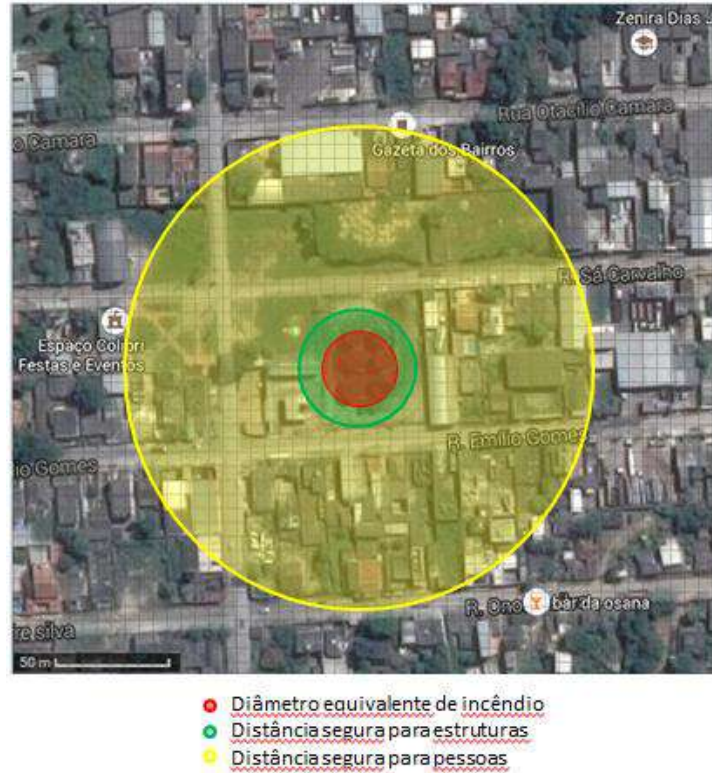 Zenira Dias J
Rua Otacílio Camara
o Camara
Gazeta dos Bairros
R. Sá Carvalho
Espaço Colibri
Festas e Eventos
R. Emílio Gomes
io Gomes
R. Ono
bar da osana
re silva
50 m
Diâmetro equivalente de incêndio
Distância segura para estruturas
Distância segura para pessoas